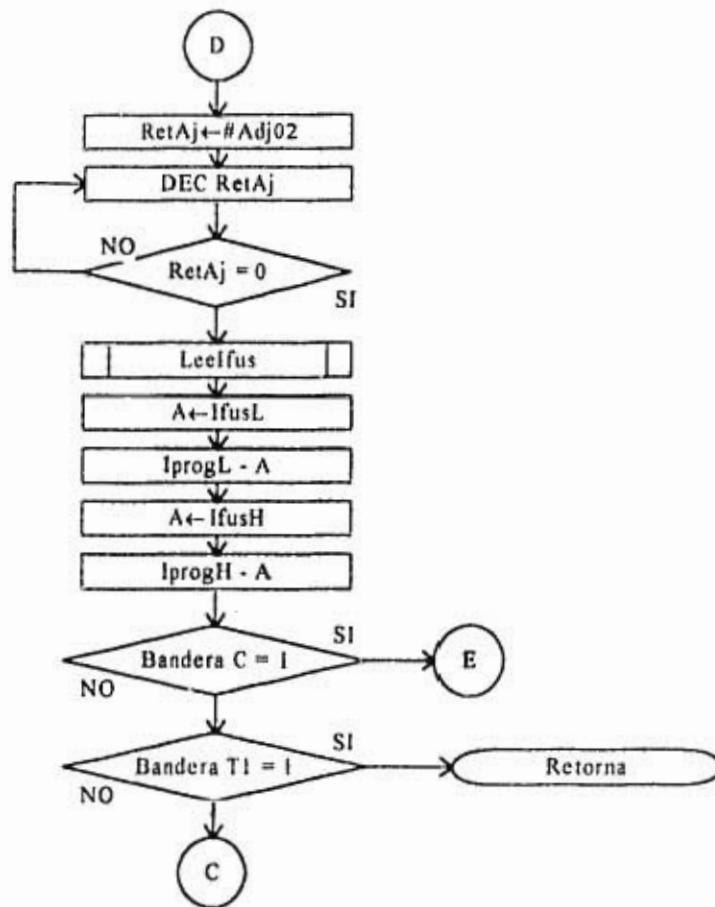 D
RetAj←#Adj02
DEC RetAj
NO
RetAj = 0
SI
LeeIfus
A←IfusL
IprogL - A
A←IfusH
IprogH - A
SI
Bandera C = 1
E
NO
SI
Bandera T1 = 1
Retorna
NO
C